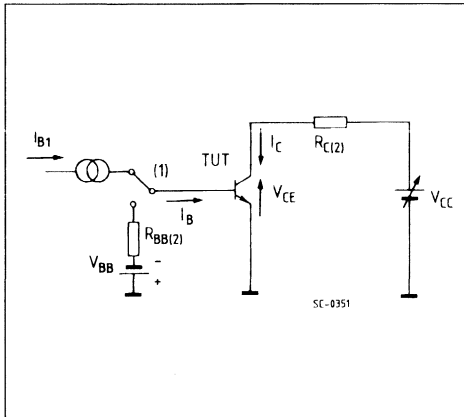 I_B1
(1)
TUT
I_C
R_C(2)
V_CE
V_CC
I_B
R_BB(2)
V_BB
-
+
SC-0351